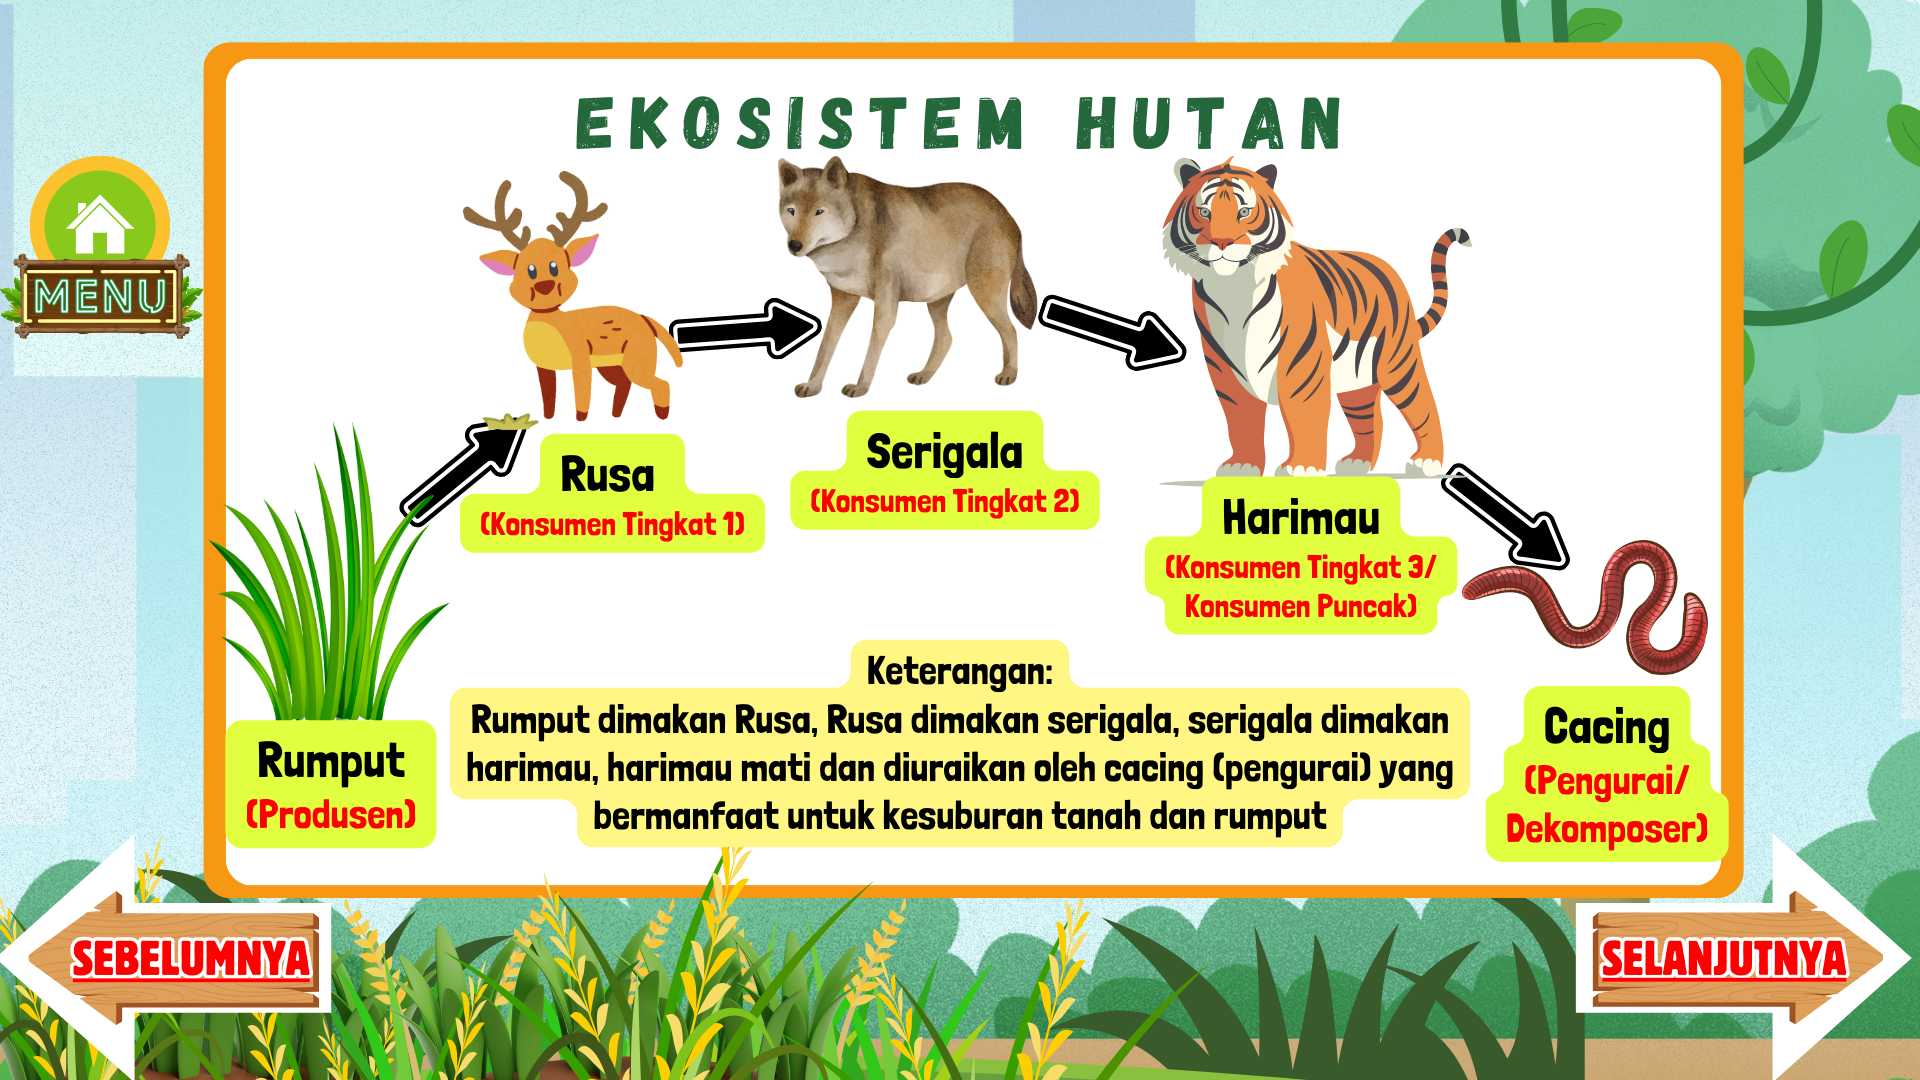 EKOSISTEM HUTAN
MENU
Rusa
(Konsumen Tingkat 1)
Serigala
(Konsumen Tingkat 2)
Harimau
(Konsumen Tingkat 3/
Konsumen Puncak)
Rumput
(Produsen)
Keterangan:
Rumput dimakan Rusa, Rusa dimakan serigala, serigala dimakan
harimau, harimau mati dan diuraikan oleh cacing (pengurai) yang
bermanfaat untuk kesuburan tanah dan rumput
Cacing
(Pengurai/
Dekomposer)
SEBELUMNYA
SELANJUTNYA